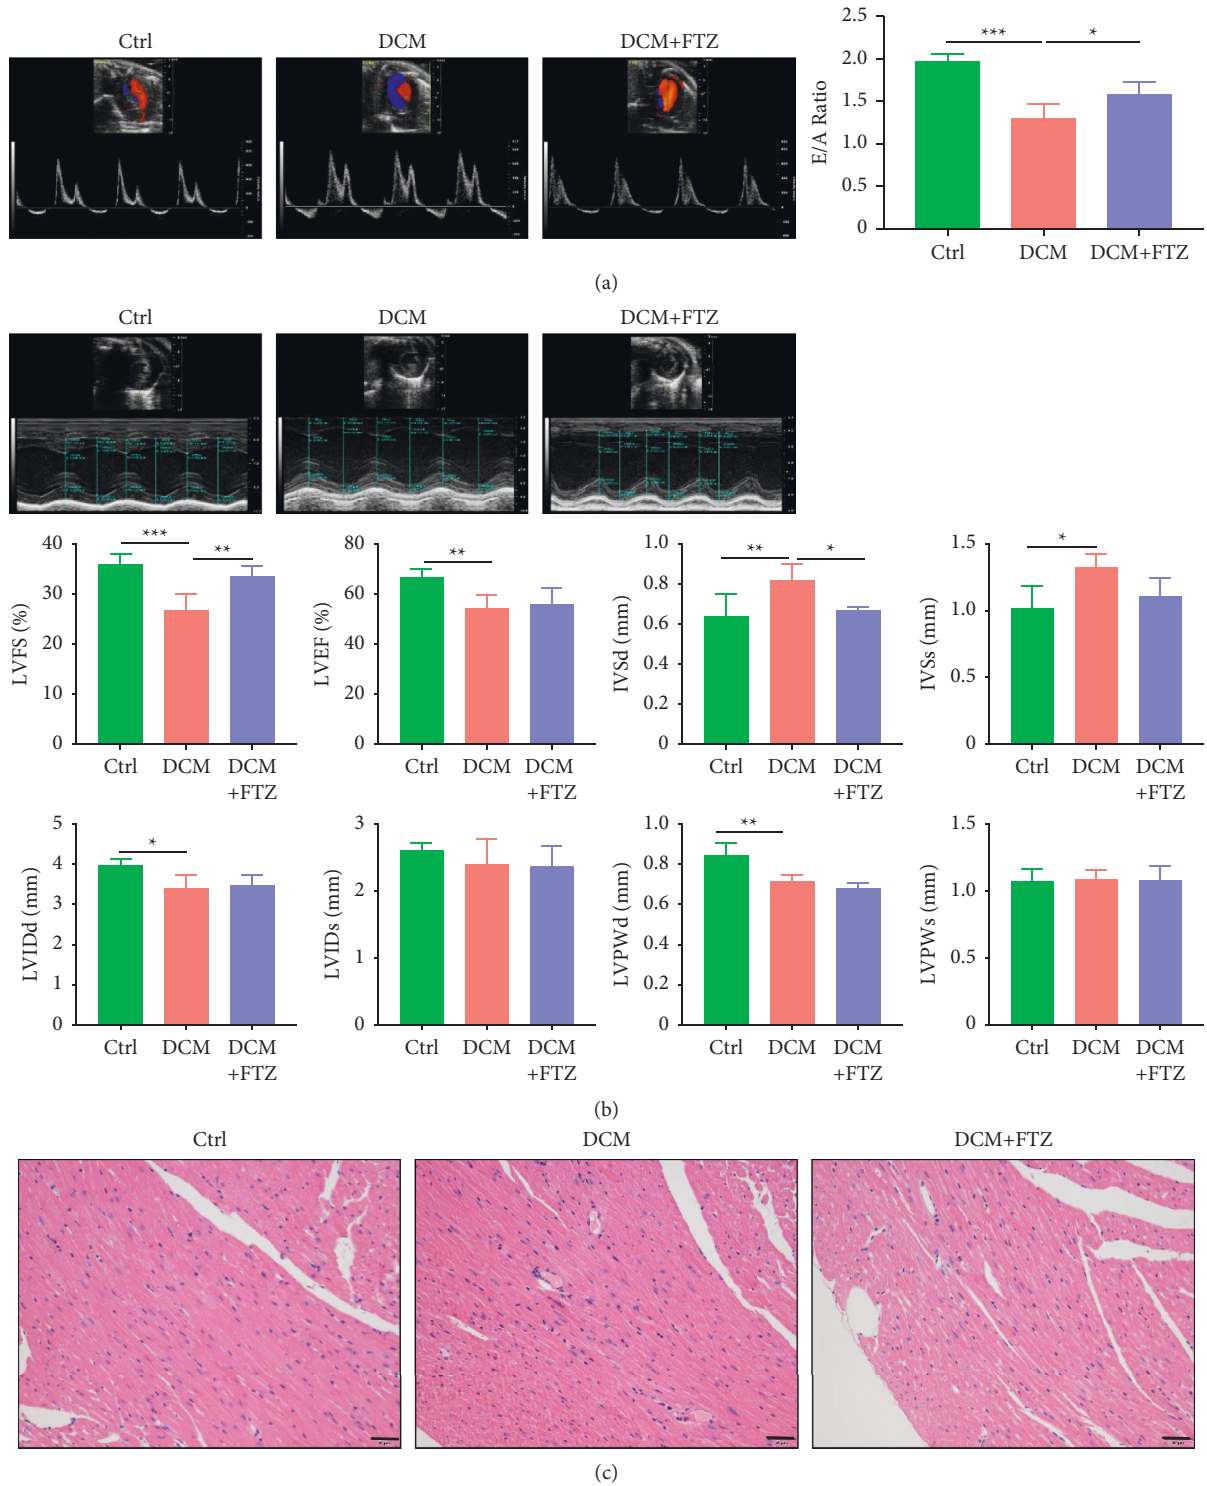 Ctrl DCM DCM+FTZ
2.5
2.0
1.5
1.0
0.5
0
E/A Ratio
*** *
Ctrl DCM DCM+FTZ
(a)
Ctrl DCM DCM+FTZ
40
30
20
10
0
LVFS (%)
*** **
Ctrl DCM DCM
+FTZ
80
60
40
20
0
LVEF (%)
**
Ctrl DCM DCM
+FTZ
1.0
0.8
0.6
0.4
0.2
0
IVSd (mm)
** *
Ctrl DCM DCM
+FTZ
1.5
1.0
0.5
0
IVSs (mm)
*
Ctrl DCM DCM
+FTZ
5
4
3
2
1
0
LVIDd (mm)
*
Ctrl DCM DCM
+FTZ
3
2
1
0
LVIDs (mm)
Ctrl DCM DCM
+FTZ
1.0
0.8
0.6
0.4
0.2
0
LVPWd (mm)
**
Ctrl DCM DCM
+FTZ
1.5
1.0
0.5
0
LVPWs (mm)
Ctrl DCM DCM
+FTZ
(b)
Ctrl DCM DCM+FTZ
(c)